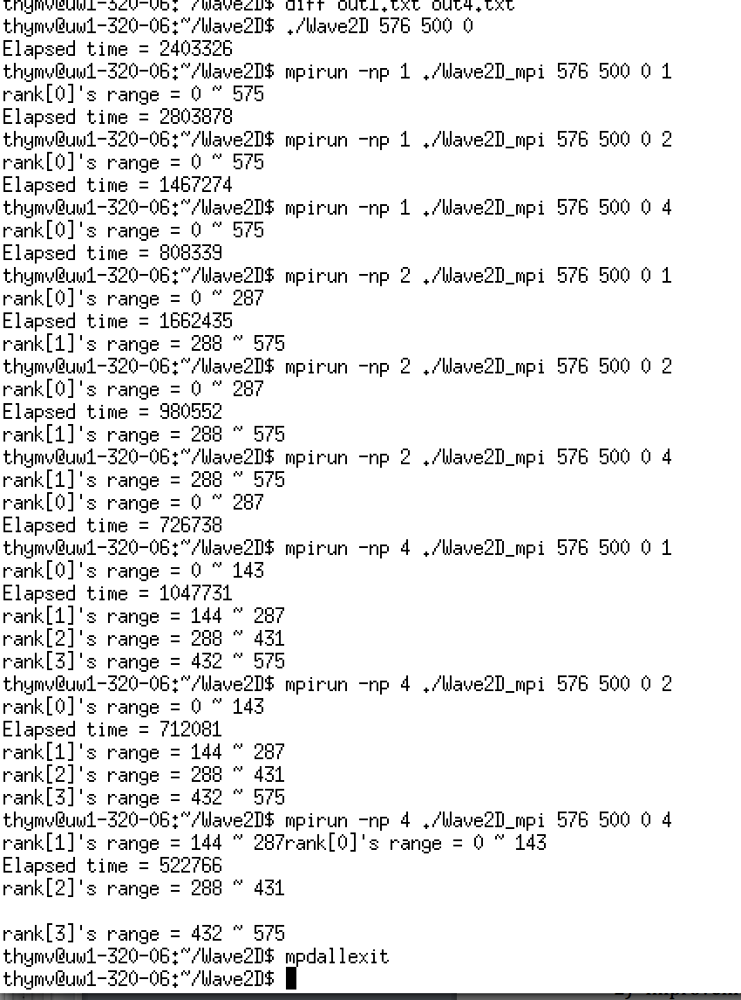 thymv@uw1-320-06:~/Wave2D$ diff out1.txt out4.txt
thymv@uw1-320-06:~/Wave2D$ ./Wave2D 576 500 0
Elapsed time = 2403326
thymv@uw1-320-06:~/Wave2D$ mpirun -np 1 ./Wave2D_mpi 576 500 0 1
rank[0]'s range = 0 ~ 575
Elapsed time = 2803878
thymv@uw1-320-06:~/Wave2D$ mpirun -np 1 ./Wave2D_mpi 576 500 0 2
rank[0]'s range = 0 ~ 575
Elapsed time = 1467274
thymv@uw1-320-06:~/Wave2D$ mpirun -np 1 ./Wave2D_mpi 576 500 0 4
rank[0]'s range = 0 ~ 575
Elapsed time = 808339
thymv@uw1-320-06:~/Wave2D$ mpirun -np 2 ./Wave2D_mpi 576 500 0 1
rank[0]'s range = 0 ~ 287
Elapsed time = 1662435
rank[1]'s range = 288 ~ 575
thymv@uw1-320-06:~/Wave2D$ mpirun -np 2 ./Wave2D_mpi 576 500 0 2
rank[0]'s range = 0 ~ 287
Elapsed time = 980552
rank[1]'s range = 288 ~ 575
thymv@uw1-320-06:~/Wave2D$ mpirun -np 2 ./Wave2D_mpi 576 500 0 4
rank[1]'s range = 288 ~ 575
rank[0]'s range = 0 ~ 287
Elapsed time = 726738
thymv@uw1-320-06:~/Wave2D$ mpirun -np 4 ./Wave2D_mpi 576 500 0 1
rank[0]'s range = 0 ~ 143
Elapsed time = 1047731
rank[1]'s range = 144 ~ 287
rank[2]'s range = 288 ~ 431
rank[3]'s range = 432 ~ 575
thymv@uw1-320-06:~/Wave2D$ mpirun -np 4 ./Wave2D_mpi 576 500 0 2
rank[0]'s range = 0 ~ 143
Elapsed time = 712081
rank[1]'s range = 144 ~ 287
rank[2]'s range = 288 ~ 431
rank[3]'s range = 432 ~ 575
thymv@uw1-320-06:~/Wave2D$ mpirun -np 4 ./Wave2D_mpi 576 500 0 4
rank[1]'s range = 144 ~ 287rank[0]'s range = 0 ~ 143
Elapsed time = 522766
rank[2]'s range = 288 ~ 431
rank[3]'s range = 432 ~ 575
thymv@uw1-320-06:~/Wave2D$ mpdallexit
thymv@uw1-320-06:~/Wave2D$